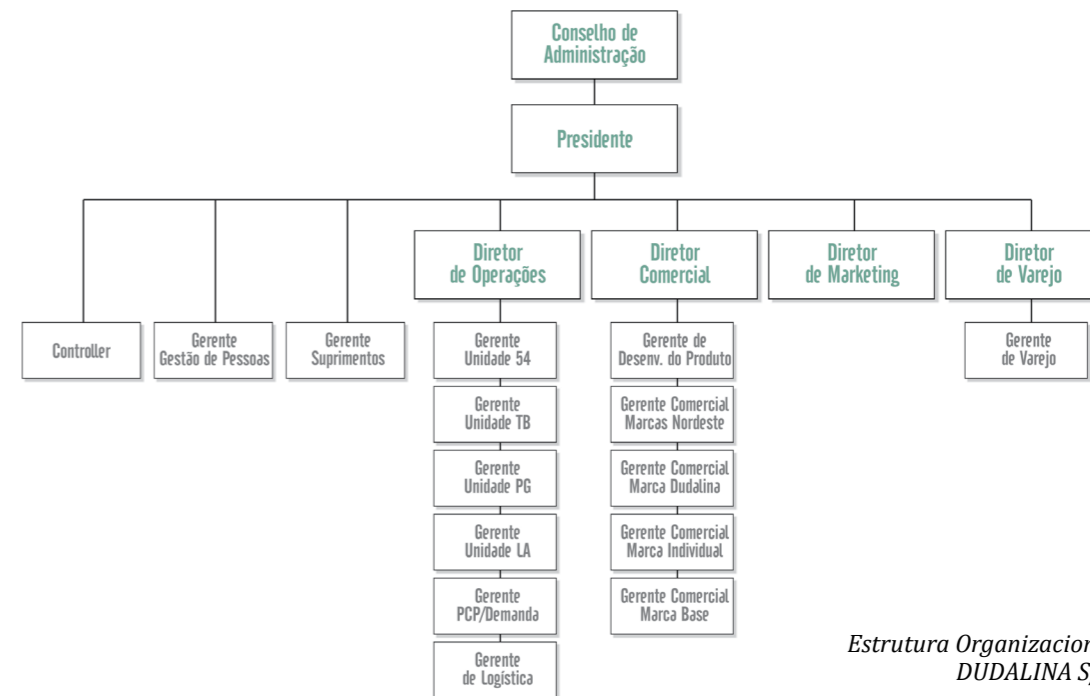 Conselho de
Administração
Presidente
Diretor
de Operações
Diretor
Comercial
Diretor
de Marketing
Diretor
de Varejo
Controller
Gerente
Gestão de Pessoas
Gerente
Suprimentos
Gerente
Unidade 54
Gerente de
Desenv. do Produto
Gerente
de Varejo
Gerente
Unidade TB
Gerente Comercial
Marcas Nordeste
Gerente
Unidade PG
Gerente Comercial
Marca Dudalina
Gerente
Unidade LA
Gerente Comercial
Marca Individual
Gerente
PCP/Demanda
Gerente Comercial
Marca Base
Gerente
de Logística
Estrutura Organizacion
DUDALINA S